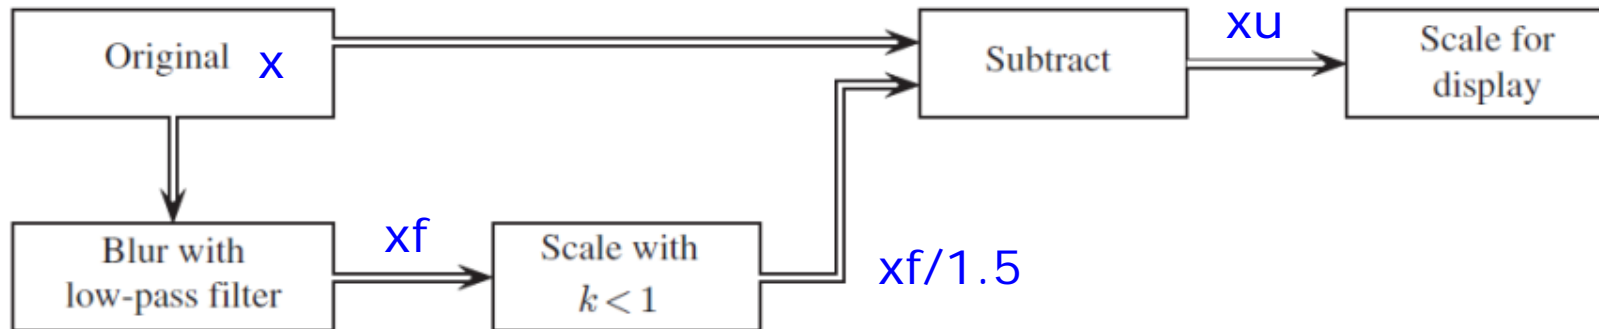 Original x
Subtract
xu
Scale for
display
Blur with
low-pass filter
xf
Scale with
k < 1
xf/1.5